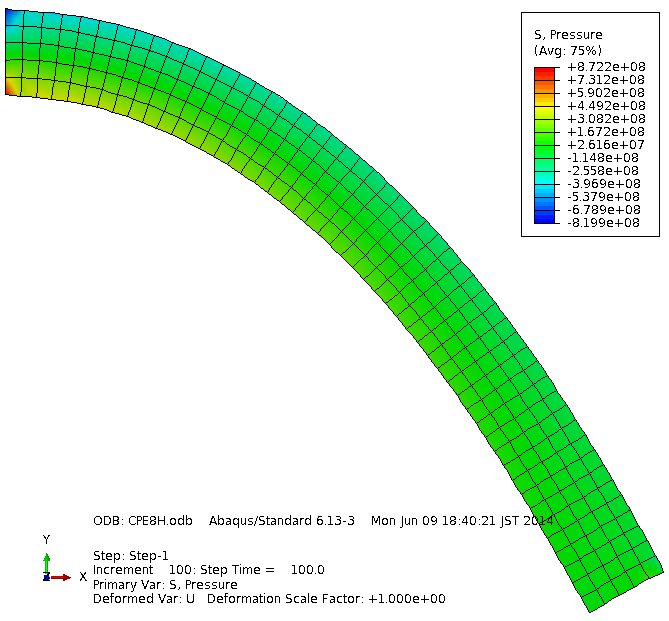 S, Pressure
(Avg: 75%)
+8.722e+08
+7.312e+08
+5.902e+08
+4.492e+08
+3.082e+08
+1.672e+08
+2.616e+07
-1.148e+08
-2.558e+08
-3.969e+08
-5.379e+08
-6.789e+08
-8.199e+08
ODB: CPE8H.odb Abaqus/Standard 6.13-3 Mon Jun 09 18:40:21 JST 2014
Y
Z X
Step: Step-1
Increment 100: Step Time = 100.0
Primary Var: S, Pressure
Deformed Var: U Deformation Scale Factor: +1.000e+00